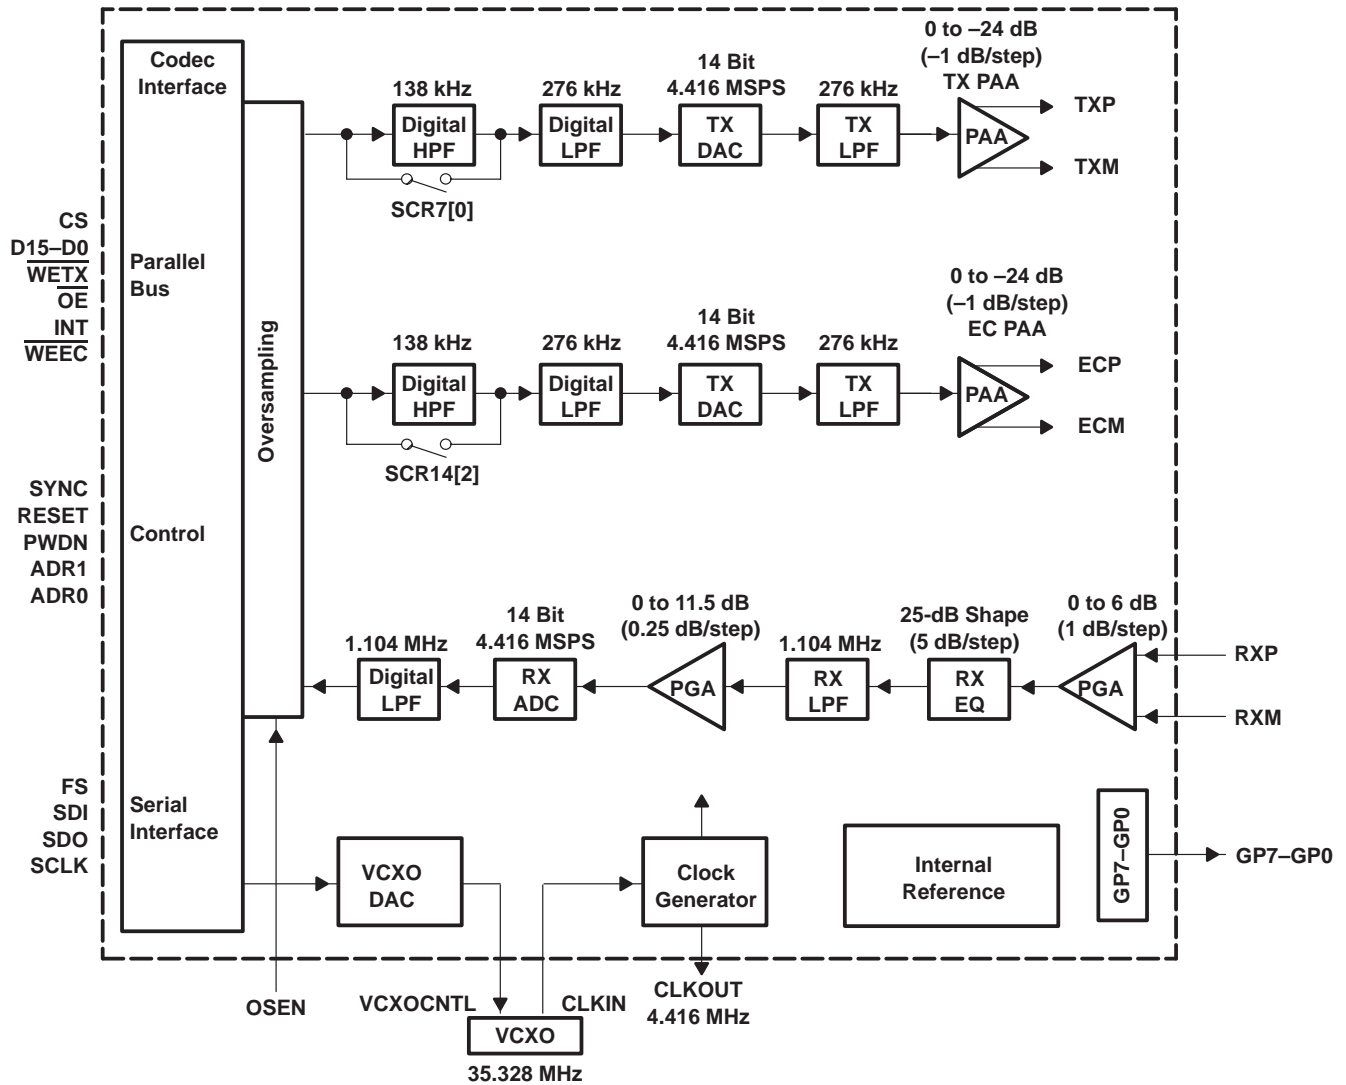 0 to –24 dB
(–1 dB/step)
TX PAA
Codec
Interface
14 Bit
4.416 MSPS
138 kHz
276 kHz
276 kHz
Digital
HPF
Digital
LPF
TX
DAC
TX
LPF
PAA
TXP
TXM
SCR7[0]
CS
D15–D0
WETX
OE
INT
WEEC
Parallel
Bus
Oversampling
0 to –24 dB
(–1 dB/step)
EC PAA
14 Bit
4.416 MSPS
138 kHz
276 kHz
276 kHz
Digital
HPF
Digital
LPF
TX
DAC
TX
LPF
PAA
ECP
ECM
SCR14[2]
SYNC
RESET
PWDN
ADR1
ADR0
Control
1.104 MHz
14 Bit
4.416 MSPS
0 to 11.5 dB
(0.25 dB/step)
1.104 MHz
25-dB Shape
(5 dB/step)
0 to 6 dB
(1 dB/step)
Digital
LPF
RX
ADC
PGA
RX
LPF
RX
EQ
PGA
RXP
RXM
FS
SDI
SDO
SCLK
Serial
Interface
VCXO
DAC
Clock
Generator
Internal
Reference
GP7–GP0
GP7–GP0
OSEN
VCXOCNTL
CLKIN
CLKOUT
4.416 MHz
VCXO
35.328 MHz